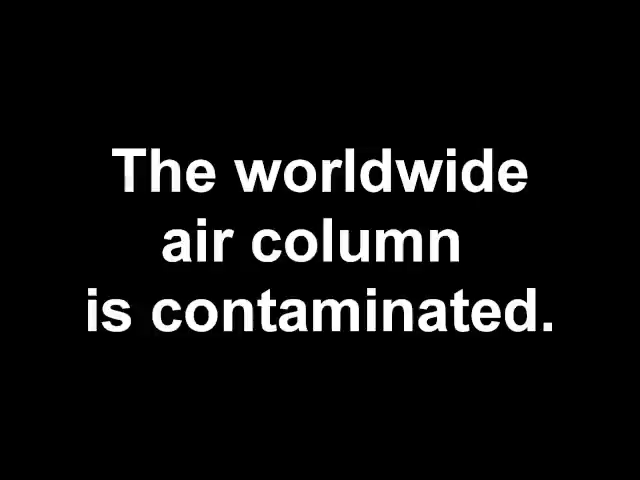 The worldwide
air column
is contaminated.